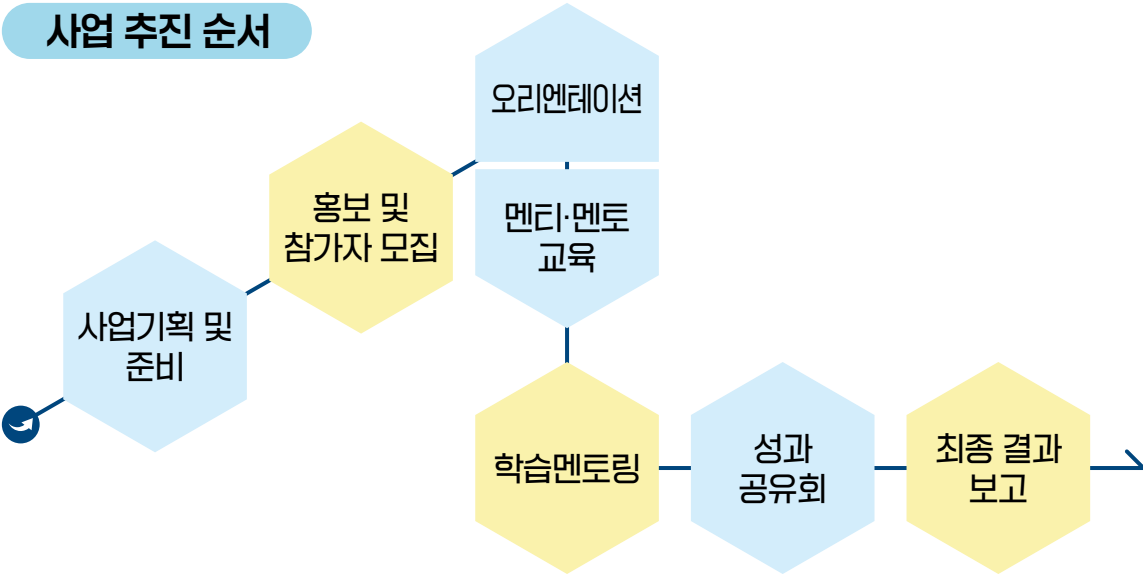 사업 추진 순서
사업기획 및
준비
홍보 및
참가자 모집
오리엔테이션
멘티·멘토
교육
학습멘토링
성과
공유회
최종 결과
보고